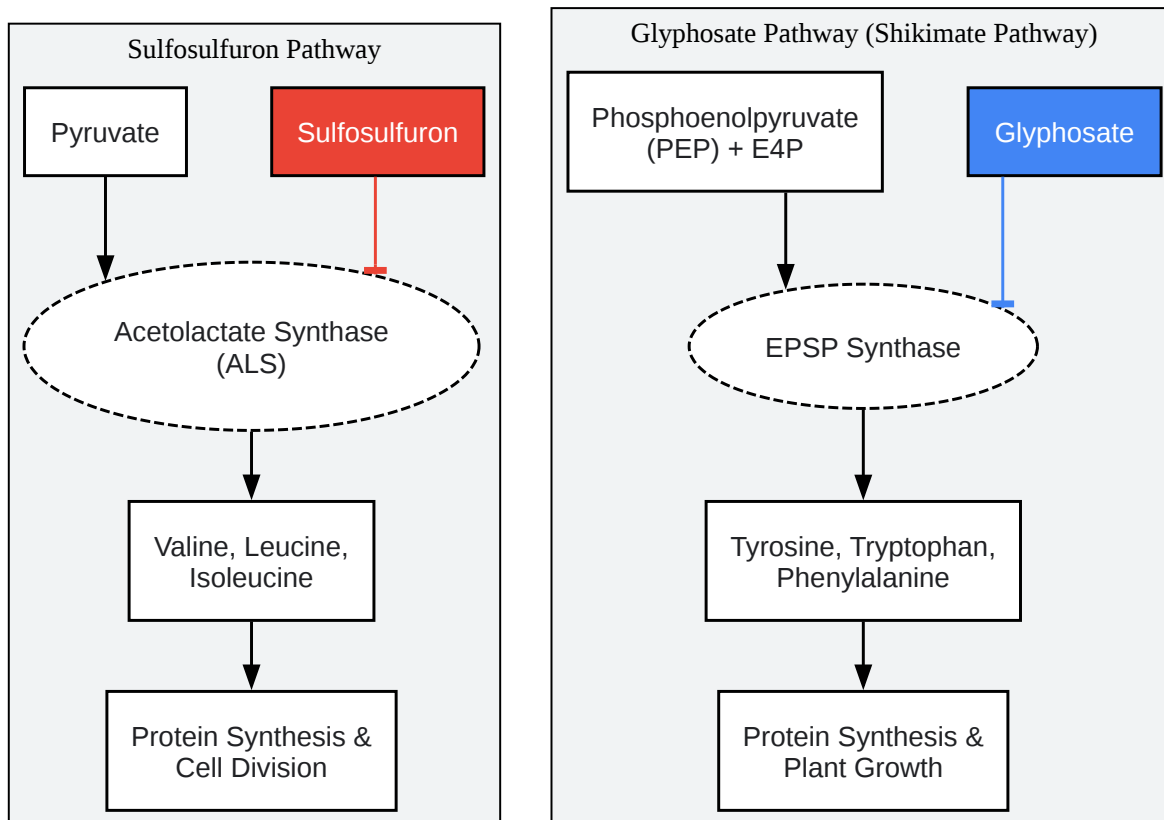 Sulfosulfuron Pathway
Pyruvate
Sulfosulfuron
Acetolactate Synthase
(ALS)
Valine, Leucine,
Isoleucine
Protein Synthesis &
Cell Division
Glyphosate Pathway (Shikimate Pathway)
Phosphoenolpyruvate
(PEP) + E4P
Glyphosate
EPSP Synthase
Tyrosine, Tryptophan,
Phenylalanine
Protein Synthesis &
Plant Growth